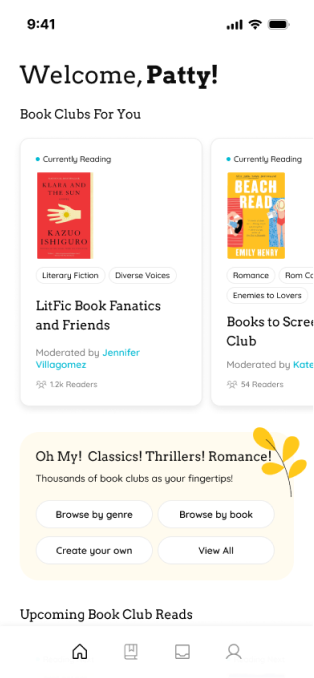 9:41
Welcome, Patty!
Book Clubs For You
Currently Reading
KLARA AND
THE SUN
KAZUO
ISHIGURO
Literary Fiction
Diverse Voices
LitFic Book Fanatics
and Friends
Moderated by Jennifer
Villagomez
1.2k Readers
Currently Reading
BEACH
READ
EMILY HENRY
Romance
Rom Co
Enemies to Lovers
Books to Scree
Club
Moderated by Kate
54 Readers
Oh My! Classics! Thrillers! Romance!
Thousands of book clubs as your fingertips!
Browse by genre
Browse by book
Create your own
View All
Upcoming Book Club Reads